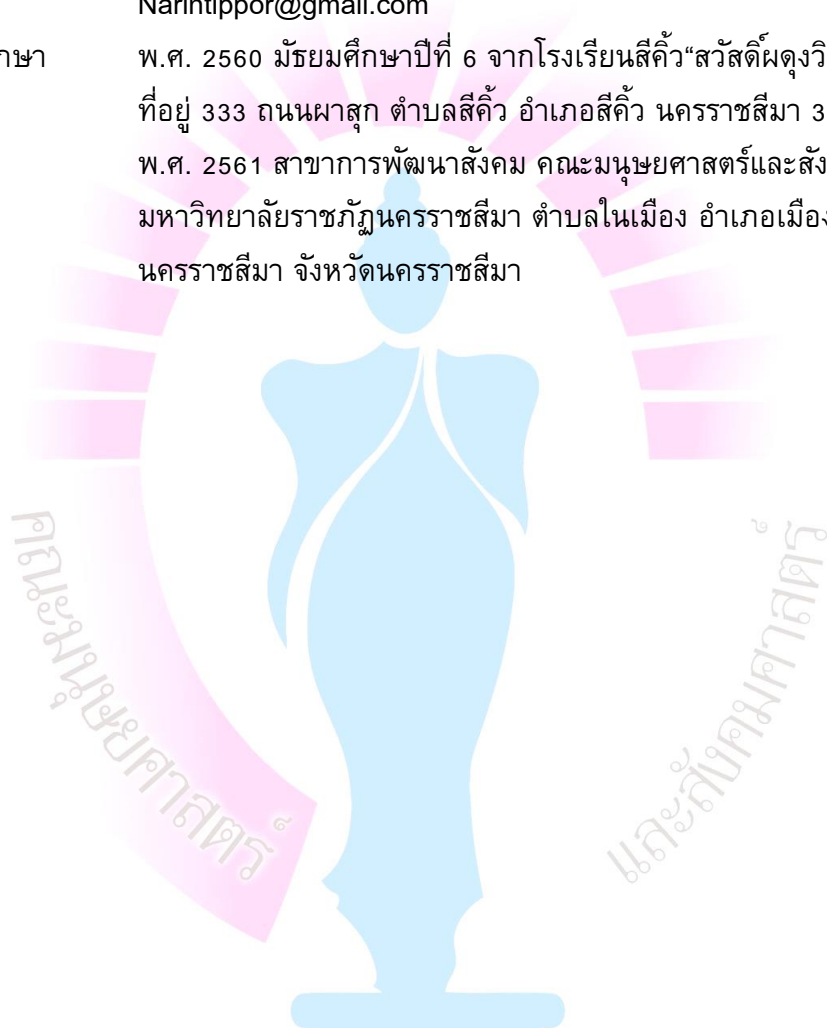 Narintippor@gmail.com
พ.ศ. 2560 มัธยมศึกษาปีที่ 6 จากโรงเรียนสีคิ้ว“สวัสดิ์ผดุงวิ
ที่อยู่ 333 ถนนผาสุก ตำบลสีคิ้ว อำเภอสีคิ้ว นครราชสีมา 3
พ.ศ. 2561 สาขาการพัฒนาสังคม คณะมนุษยศาสตร์และสัง
มหาวิทยาลัยราชภัฏนครราชสีมา ตำบลในเมือง อำเภอเมือง
นครราชสีมา จังหวัดนครราชสีมา
คณะมนุษยศาสตร์
และสังคมศาสตร์